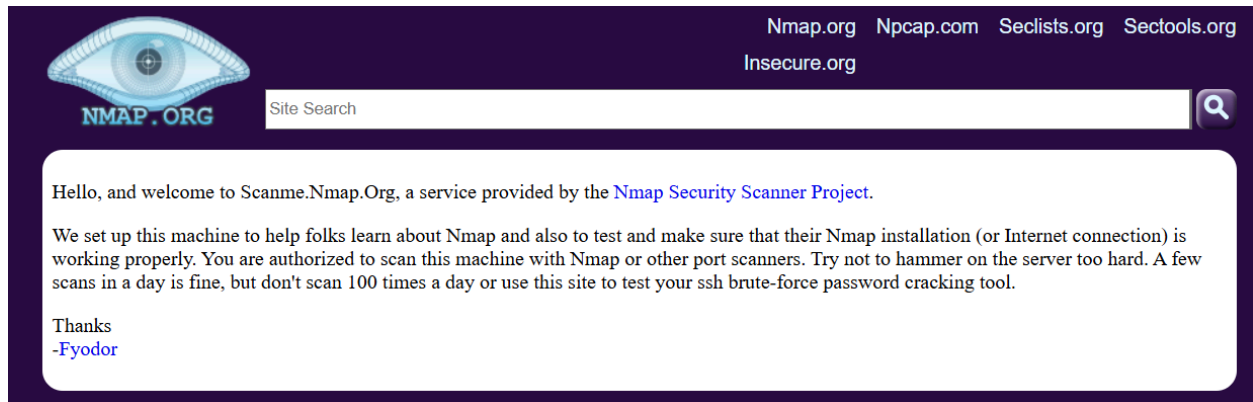 Nmap.org Npcap.com Seclists.org Sectools.org
Insecure.org
NMAP.ORG
Site Search
Hello, and welcome to Scanme.Nmap.Org, a service provided by the Nmap Security Scanner Project.
We set up this machine to help folks learn about Nmap and also to test and make sure that their Nmap installation (or Internet connection) is
working properly. You are authorized to scan this machine with Nmap or other port scanners. Try not to hammer on the server too hard. A few
scans in a day is fine, but don't scan 100 times a day or use this site to test your ssh brute-force password cracking tool.
Thanks
-Fyodor